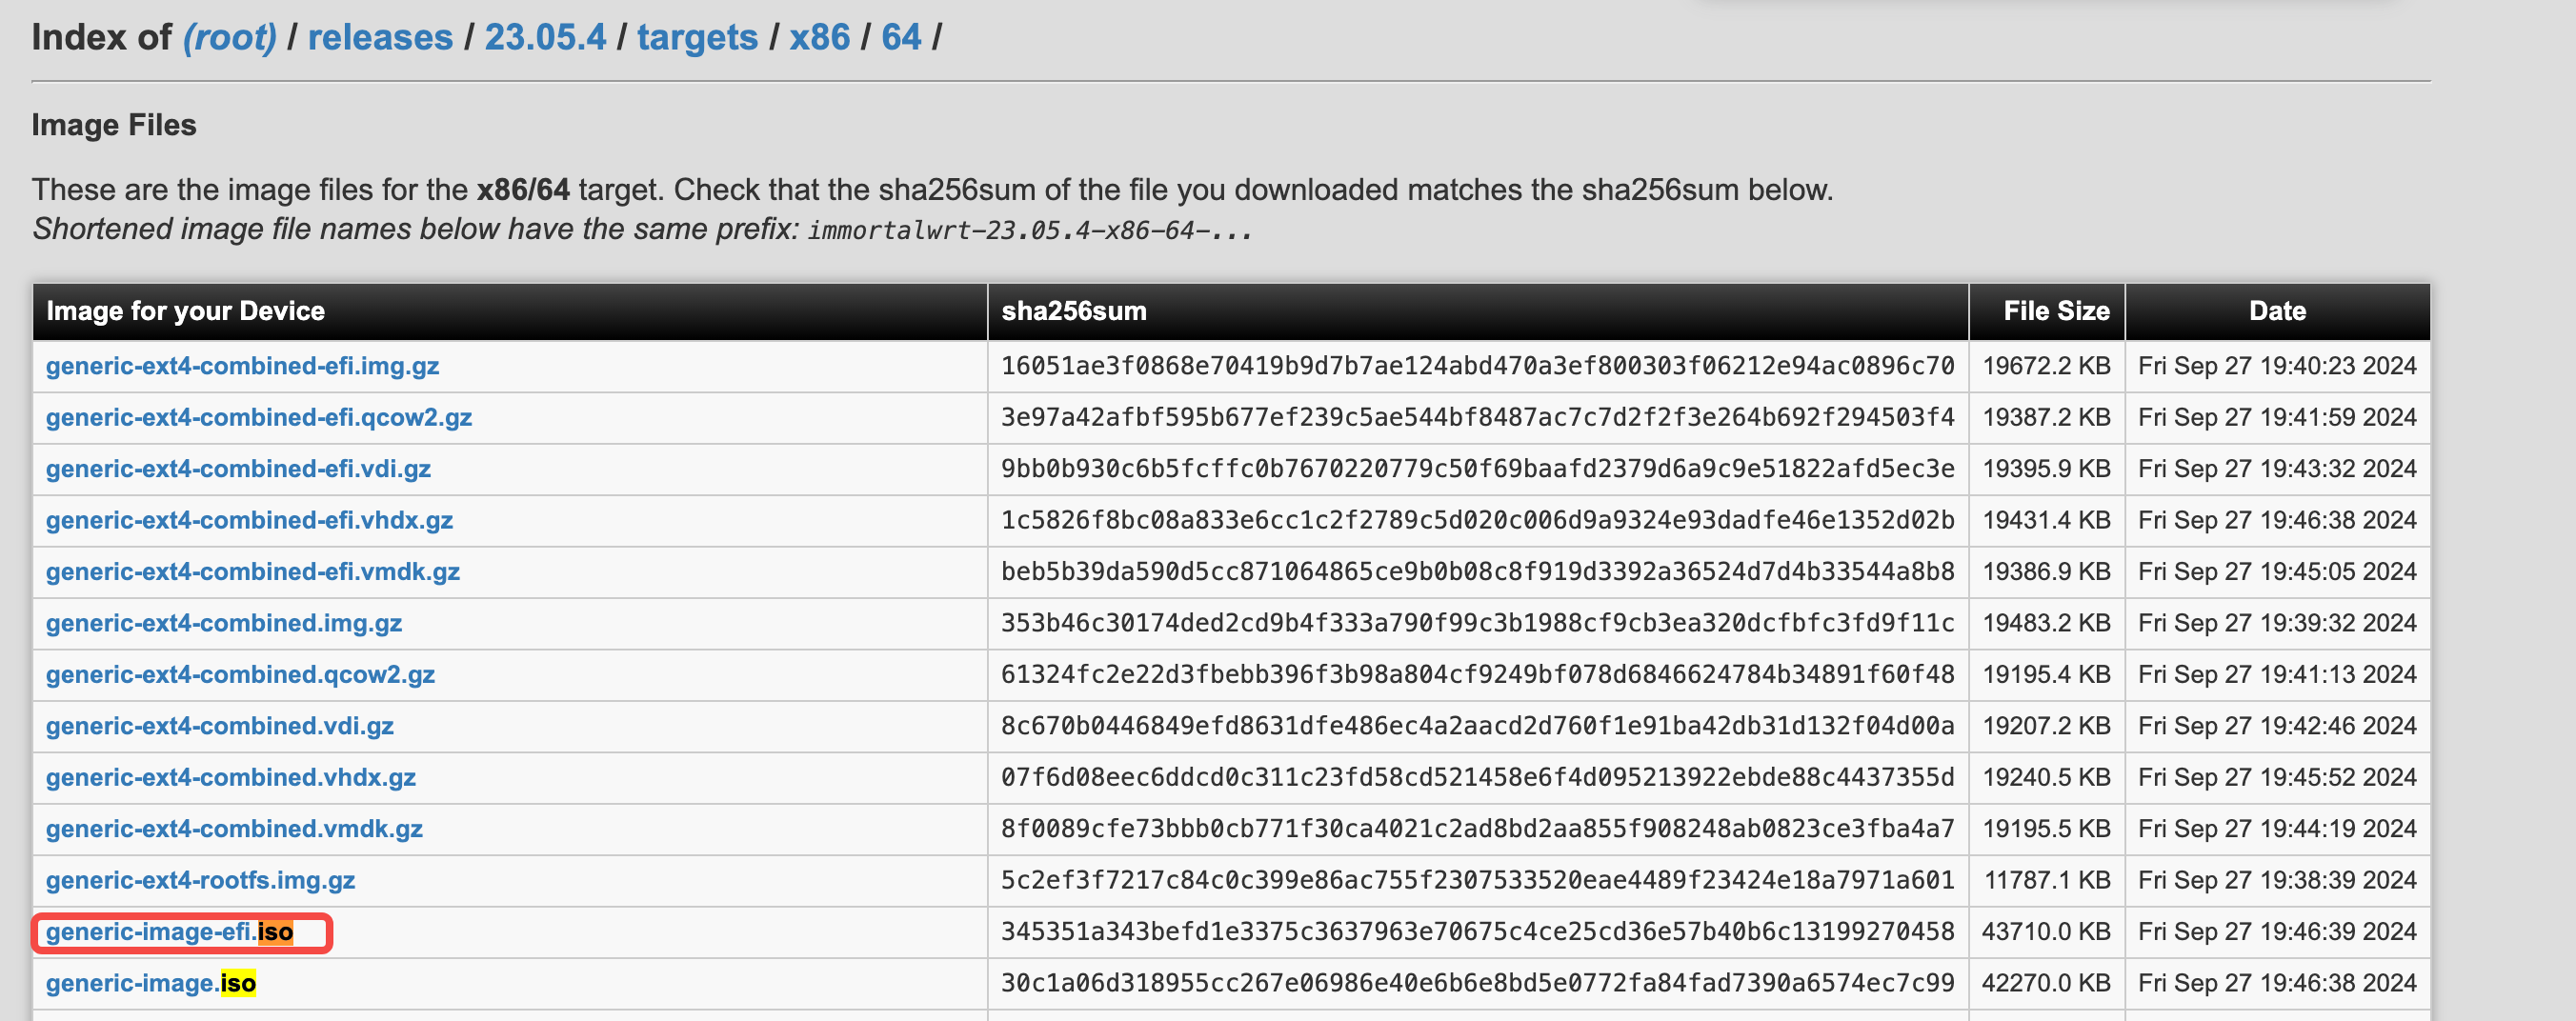 Index of (root) / releases / 23.05.4 / targets / x86 / 64 /
Image Files
These are the image files for the x86/64 target. Check that the sha256sum of the file you downloaded matches the sha256sum below.
Shortened image file names below have the same prefix: immortalwrt-23.05.4-x86-64-...
Image for your Device sha256sum File Size Date
generic-ext4-combined-efi.img.gz 16051ae3f0868e70419b9d7b7ae124abd470a3ef800303f06212e94ac0896c70 19672.2 KB Fri Sep 27 19:40:23 2024
generic-ext4-combined-efi.qcow2.gz 3e97a42afbf595b677ef239c5ae544bf8487ac7c7d2f2f3e264b692f294503f4 19387.2 KB Fri Sep 27 19:41:59 2024
generic-ext4-combined-efi.vdi.gz 9bb0b930c6b5fcffc0b7670220779c50f69baafd2379d6a9c9e51822afd5ec3e 19395.9 KB Fri Sep 27 19:43:32 2024
generic-ext4-combined-efi.vhdx.gz 1c5826f8bc08a833e6cc1c2f2789c5d020c006d9a9324e93dadfe46e1352d02b 19431.4 KB Fri Sep 27 19:46:38 2024
generic-ext4-combined-efi.vmdk.gz beb5b39da590d5cc871064865ce9b0b08c8f919d3392a36524d7d4b33544a8b8 19386.9 KB Fri Sep 27 19:45:05 2024
generic-ext4-combined.img.gz 353b46c30174ded2cd9b4f333a790f99c3b1988cf9cb3ea320dcfbfc3fd9f11c 19483.2 KB Fri Sep 27 19:39:32 2024
generic-ext4-combined.qcow2.gz 61324fc2e22d3fbebb396f3b98a804cf9249bf078d6846624784b34891f60f48 19195.4 KB Fri Sep 27 19:41:13 2024
generic-ext4-combined.vdi.gz 8c670b0446849efd8631dfe486ec4a2aacd2d760f1e91ba42db31d132f04d00a 19207.2 KB Fri Sep 27 19:42:46 2024
generic-ext4-combined.vhdx.gz 07f6d08eec6ddcd0c311c23fd58cd521458e6f4d095213922ebde88c4437355d 19240.5 KB Fri Sep 27 19:45:52 2024
generic-ext4-combined.vmdk.gz 8f0089cfe73bbb0cb771f30ca4021c2ad8bd2aa855f908248ab0823ce3fba4a7 19195.5 KB Fri Sep 27 19:44:19 2024
generic-ext4-rootfs.img.gz 5c2ef3f7217c84c0c399e86ac755f2307533520eae4489f23424e18a7971a601 11787.1 KB Fri Sep 27 19:38:39 2024
generic-image-efi.iso 345351a343befd1e3375c3637963e70675c4ce25cd36e57b40b6c13199270458 43710.0 KB Fri Sep 27 19:46:39 2024
generic-image.iso 30c1a06d318955cc267e06986e40e6b6e8bd5e0772fa84fad7390a6574ec7c99 42270.0 KB Fri Sep 27 19:46:38 2024